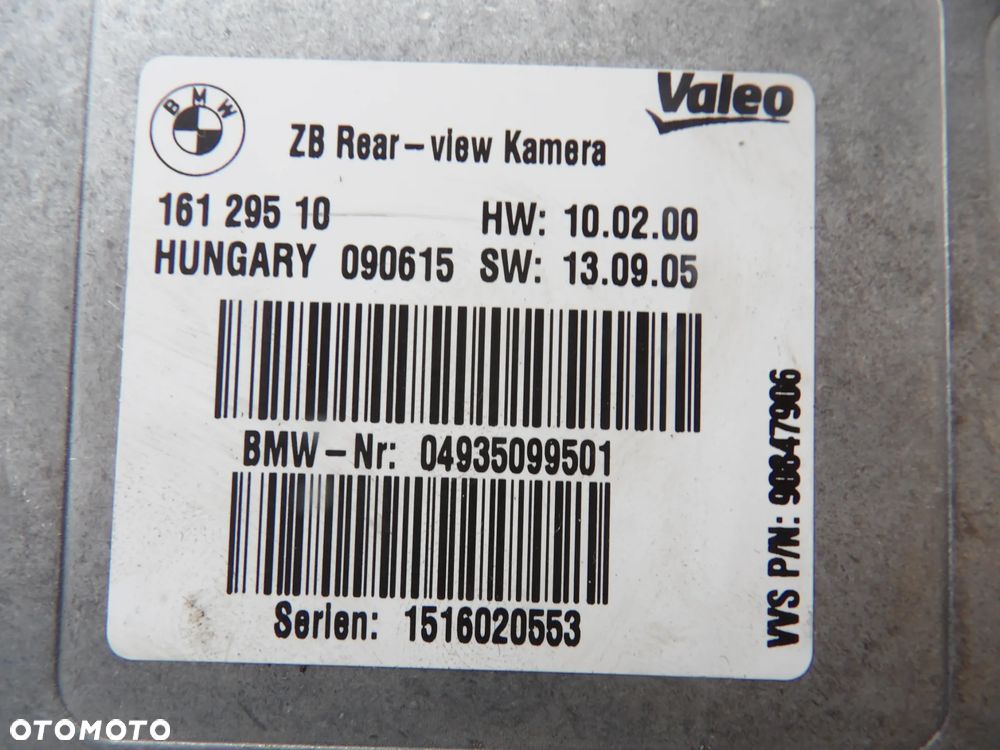 BMW
Valeo
ZB Rear-view Kamera
161 295 10 HW: 10.02.00
HUNGARY 090615 SW: 13.09.05
BMW-Nr: 04935099501
Serien: 1516020553
VVS P/N: 90847906
OTOMOTO